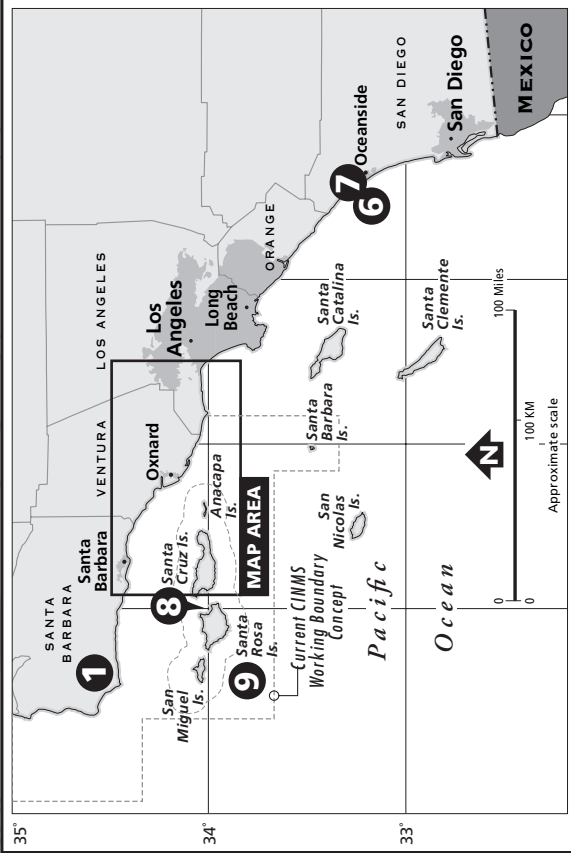 35°
34°
33°
SANTA
BARBARA
VENTURA
LOS ANGELES
ORANGE
SAN DIEGO
MEXICO
Santa
Barbara
Oxnard
Los
Angeles
Long
Beach
Oceanside
San Diego
1
8
9
7
6
San
Miguel
Is.
Santa
Rosa
Is.
Santa
Cruz Is.
Anacapa
Is.
MAP AREA
Santa
Barbara
Is.
Santa
Catalina
Is.
San
Nicolas
Is.
Santa
Clemente
Is.
Current CINMS
Working Boundary
Concept
Pacific
Ocean
N
0
100 Miles
0
100 KM
Approximate scale